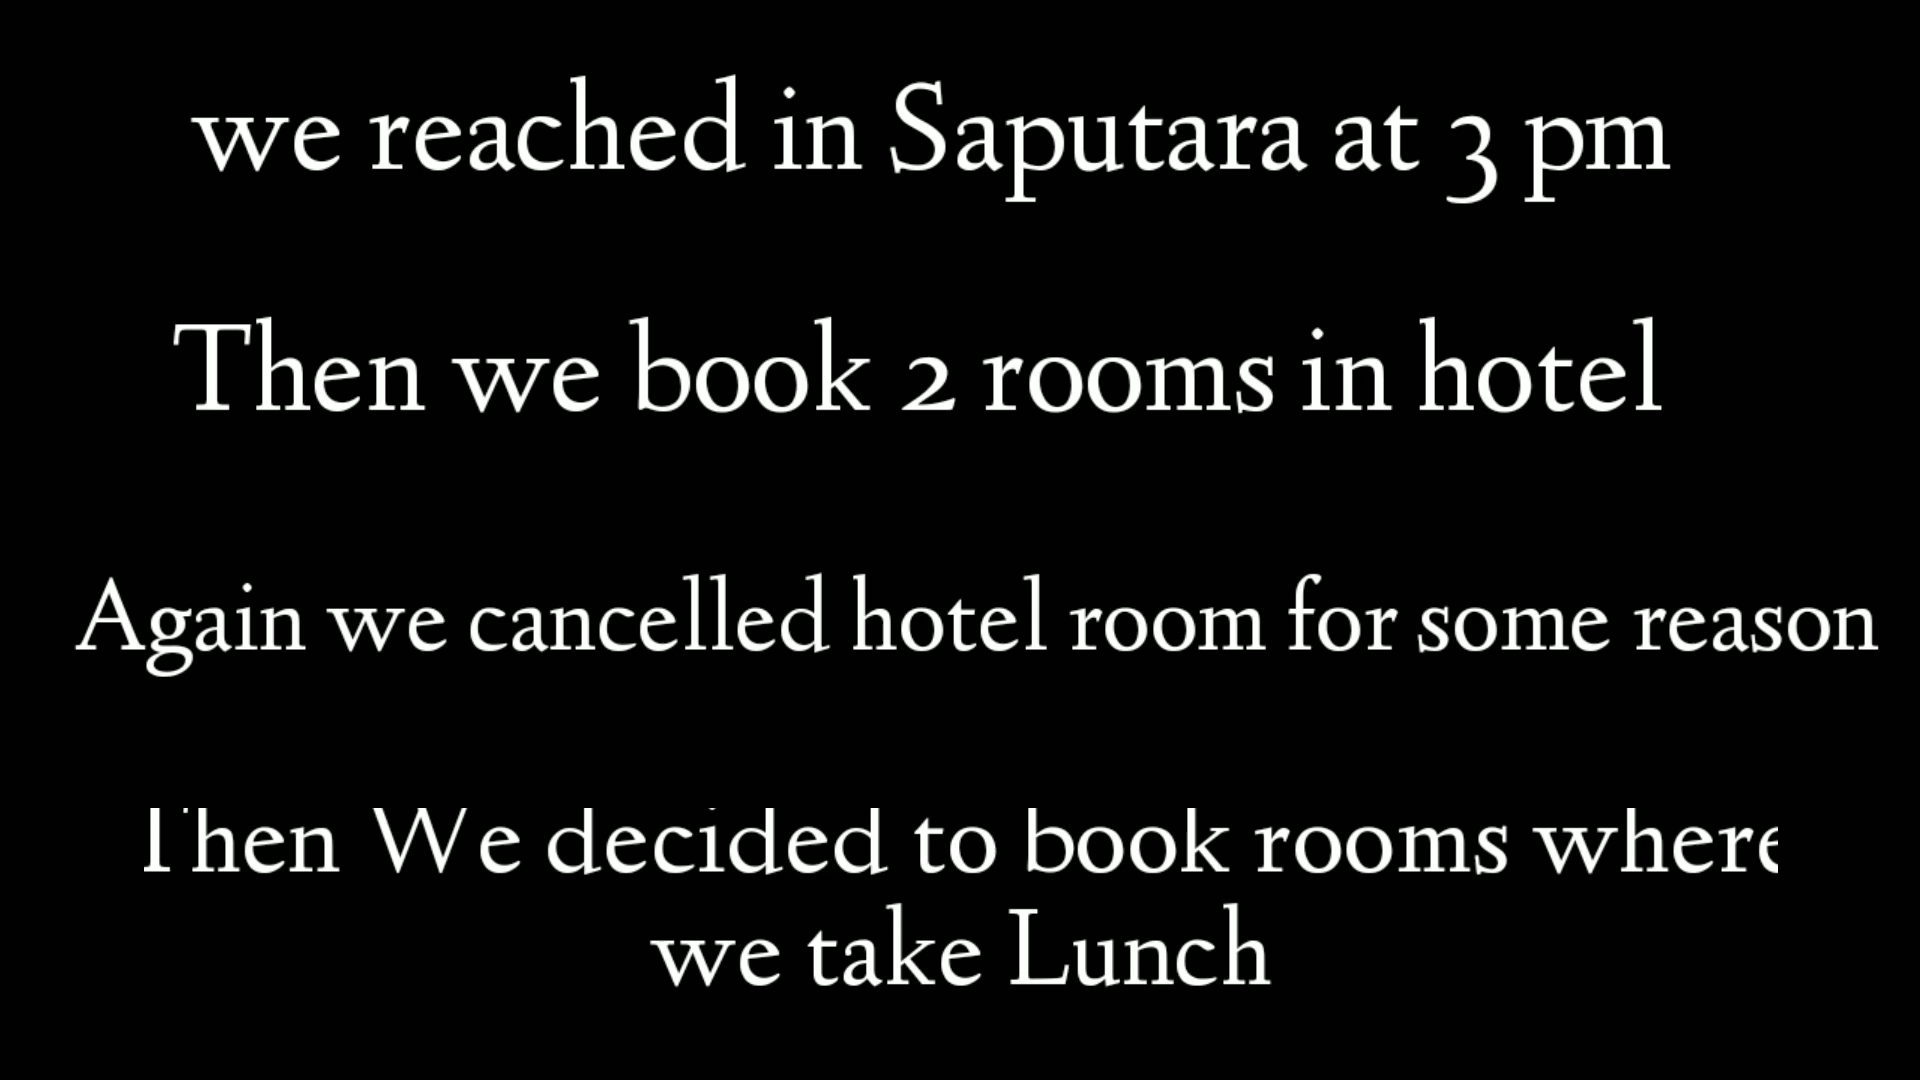 we reached in Saputara at 3 pm
Then we book 2 rooms in hotel
Again we cancelled hotel room for some reason
Then We decided to book rooms where
we take Lunch